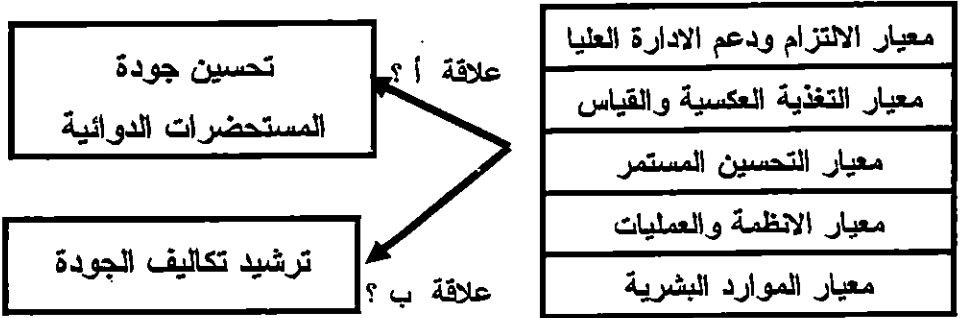 معيار الالتزام ودعم الادارة العليا
معيار التغذية العكسية والقياس
معيار التحسين المستمر
معيار الانظمة والعمليات
معيار الموارد البشرية
علاقة أ ؟
علاقة ب ؟
تحسين جودة
المستحضرات الدوائية
ترشيد تكاليف الجودة